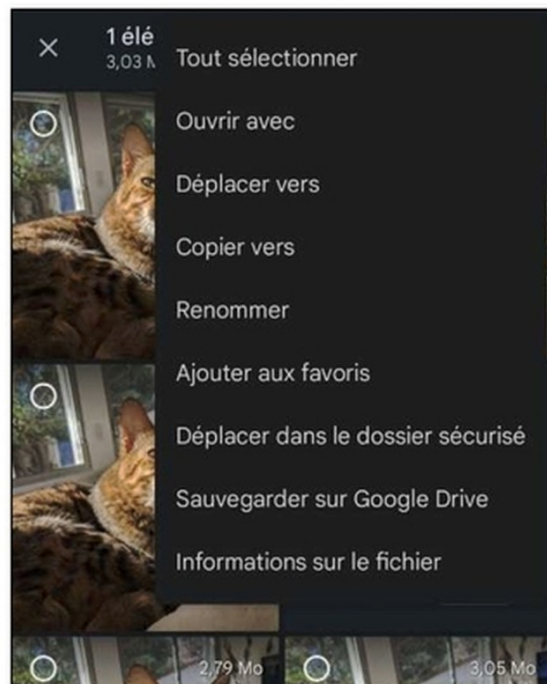 1 élé
3,03 M
Tout sélectionner
Ouvrir avec
Déplacer vers
Copier vers
Renommer
Ajouter aux favoris
Déplacer dans le dossier sécurisé
Sauvegarder sur Google Drive
Informations sur le fichier
2,79 Mo
3,05 Mo